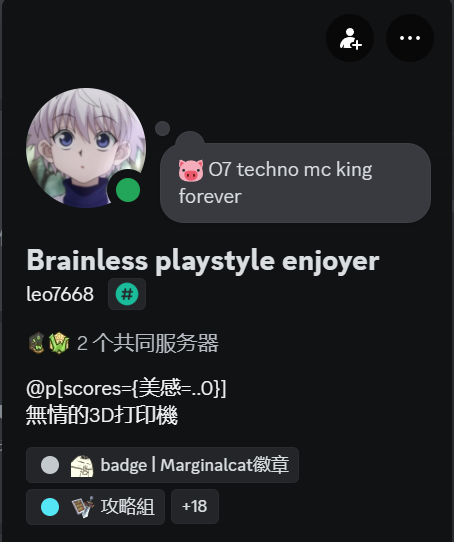 O7 techno mc king
forever
Brainless playstyle enjoyer
leo7668
2 个共同服务器
@p[scores={美感=..0}]
無情的3D打印機
badge | Marginalcat徽章
攻略組
+18